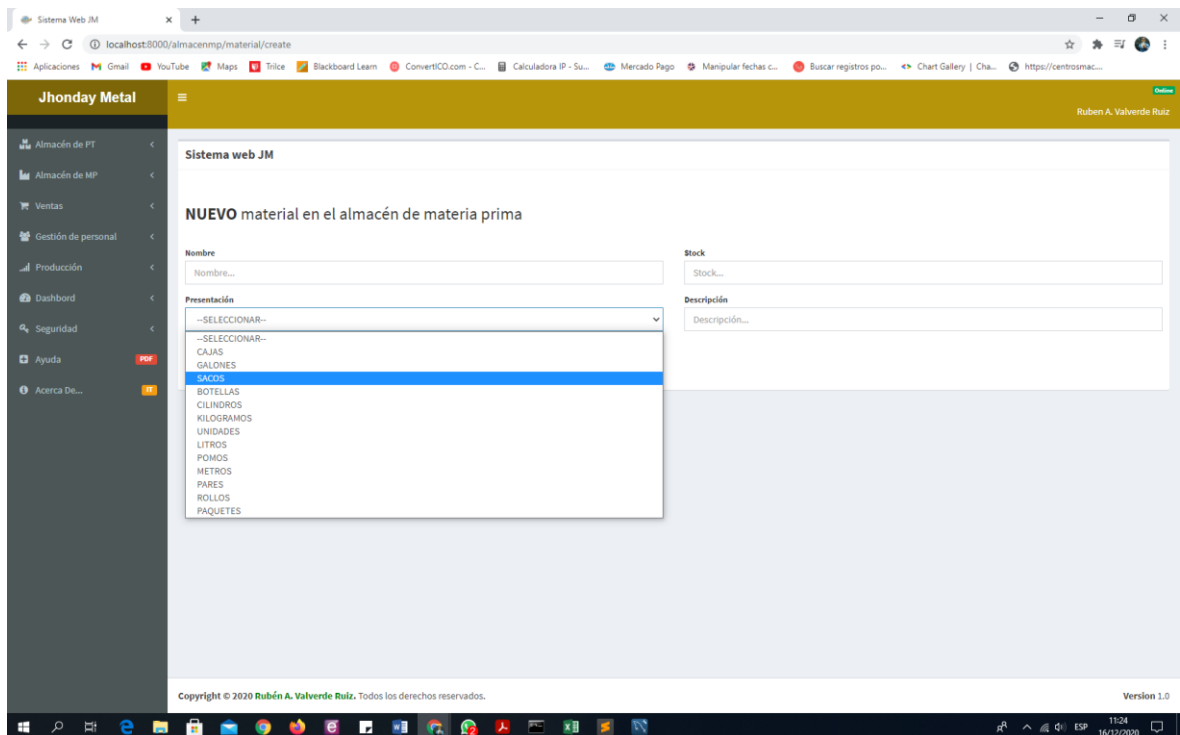 Sistema Web JM
localhost:8000/almacenmp/material/create
Aplicaciones Gmail YouTube Maps Trilce Blackboard Learn ConvertICO.com - C... Calculadora IP - Su... Mercado Pago Manipular fechas c... Buscar registros po... Chart Gallery | Cha... https://centrosmac....
Jhonday Metal
Online
Ruben A. Valverde Ruiz
Almacén de PT
Almacén de MP
Ventas
Gestión de personal
Producción
Dashbord
Seguridad
Ayuda PDF
Acerca De... IT
Sistema web JM
NUEVO material en el almacén de materia prima
Nombre
Nombre...
Stock
Stock...
Presentación
--SELECCIONAR--
Descripción
Descripción...
--SELECCIONAR--
CAJAS
GALONES
SACOS
BOTELLAS
CILINDROS
KILOGRAMOS
UNIDADES
LITROS
POMOS
METROS
PARES
ROLLOS
PAQUETES
Copyright © 2020 Rubén A. Valverde Ruiz. Todos los derechos reservados.
Version 1.0
ESP
11:24
16/12/2020